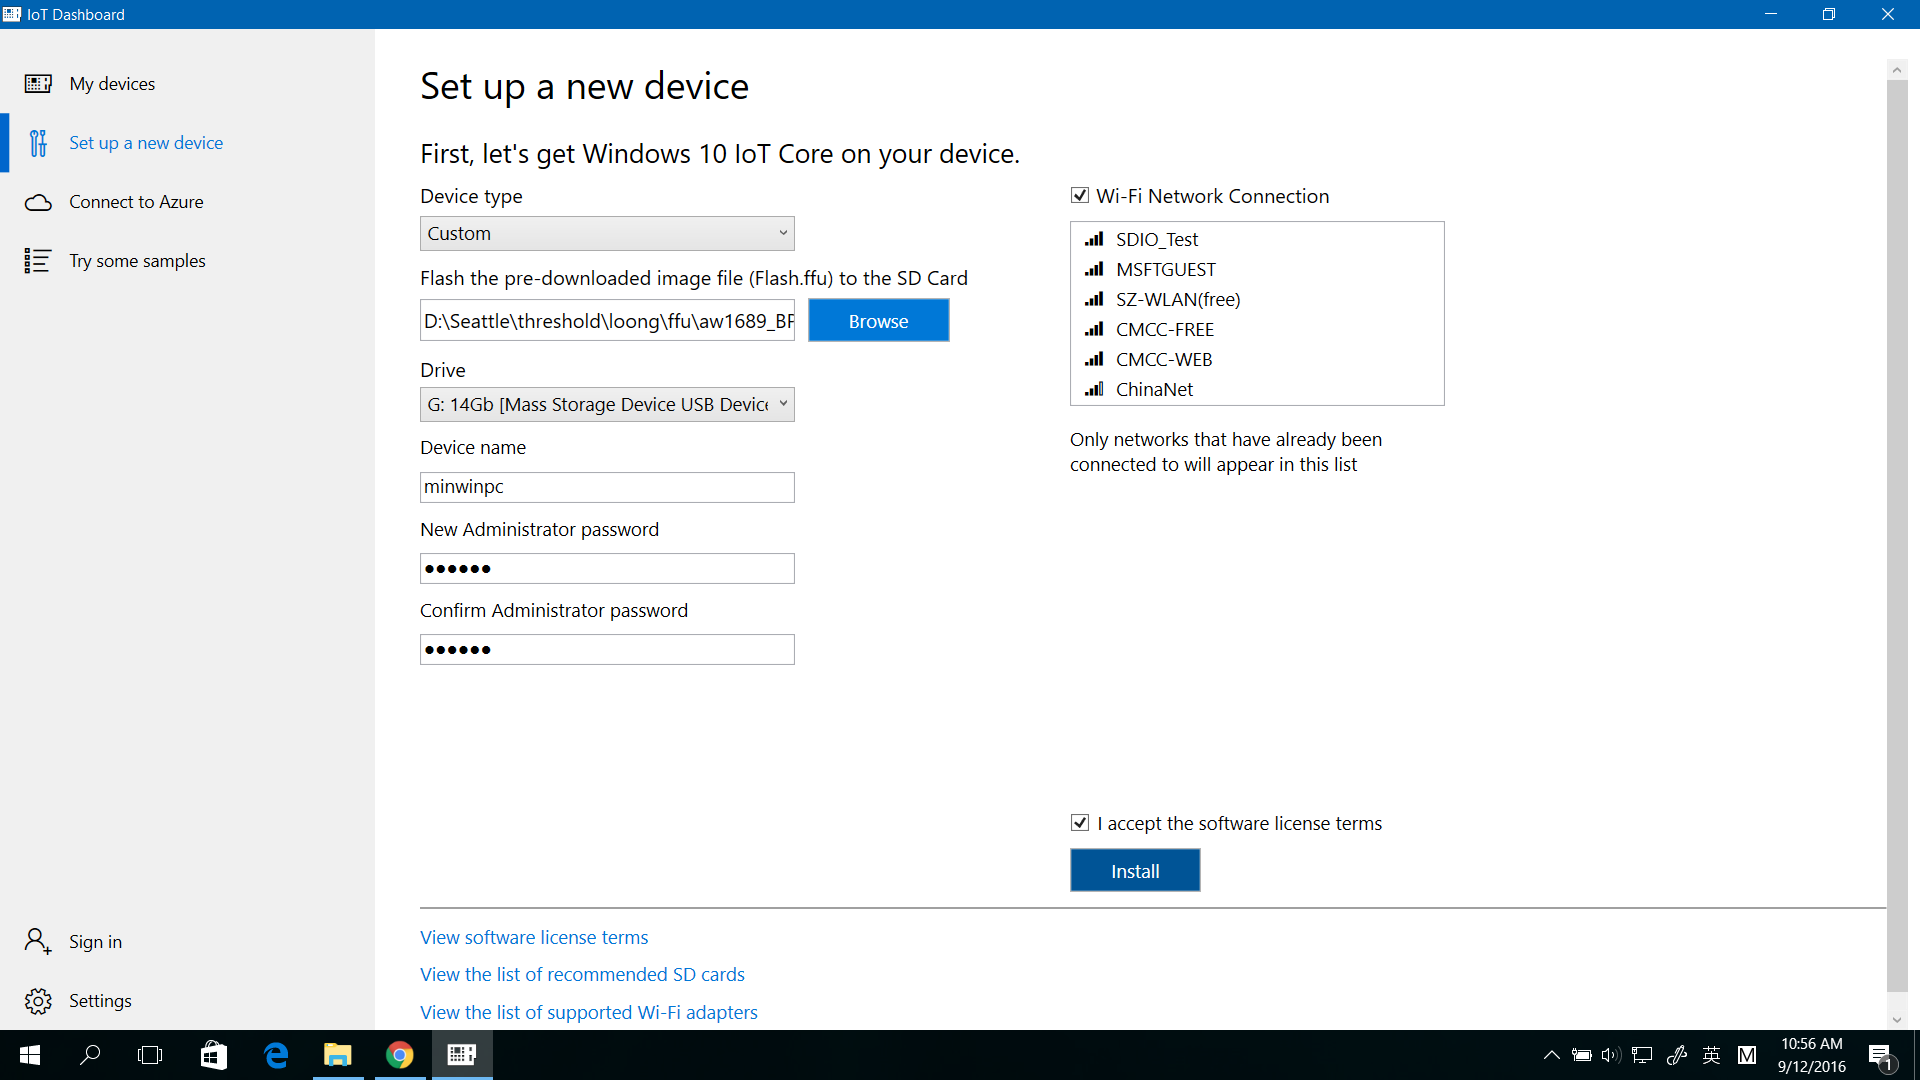 IoT Dashboard
My devices
Set up a new device
Connect to Azure
Try some samples
Sign in
Settings
Set up a new device
First, let's get Windows 10 IoT Core on your device.
Device type
Custom
Flash the pre-downloaded image file (Flash.ffu) to the SD Card
D:\Seattle\threshold\loong\ffu\aw1689_BF
Browse
Drive
G: 14Gb [Mass Storage Device USB Device
Device name
minwinpc
New Administrator password
●●●●●●
Confirm Administrator password
●●●●●●
Wi-Fi Network Connection
SDIO_Test
MSFTGUEST
SZ-WLAN(free)
CMCC-FREE
CMCC-WEB
ChinaNet
Only networks that have already been
connected to will appear in this list
I accept the software license terms
Install
View software license terms
View the list of recommended SD cards
View the list of supported Wi-Fi adapters
英
M
10:56 AM
9/12/2016
1